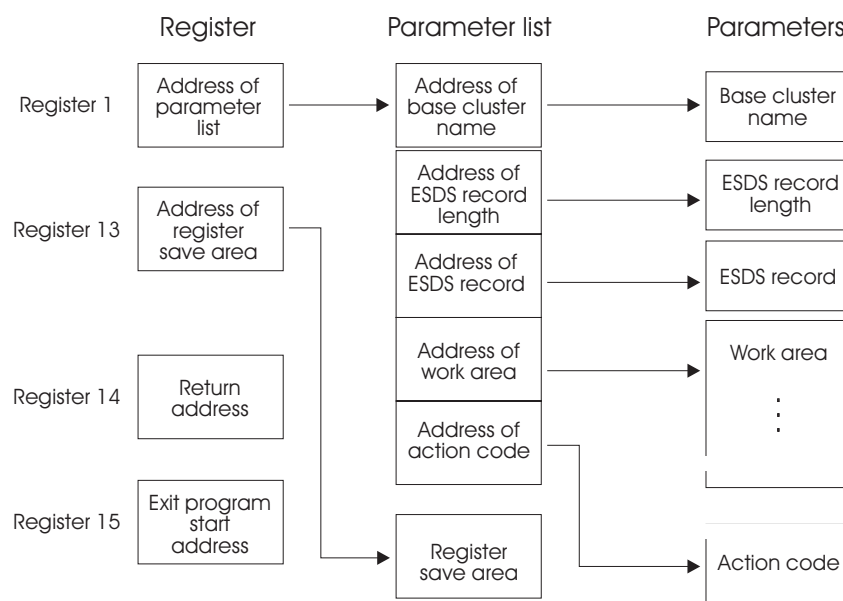 Register
Parameter list
Parameters
Register 1
Address of
parameter
list
Address of
base cluster
name
Base cluster
name
Address of
ESDS record
length
ESDS record
length
Register 13
Address of
register
save area
Address of
ESDS record
ESDS record
Address of
work area
Work area
Register 14
Return
address
Address of
action code
Register 15
Exit program
start
address
Register
save area
Action code